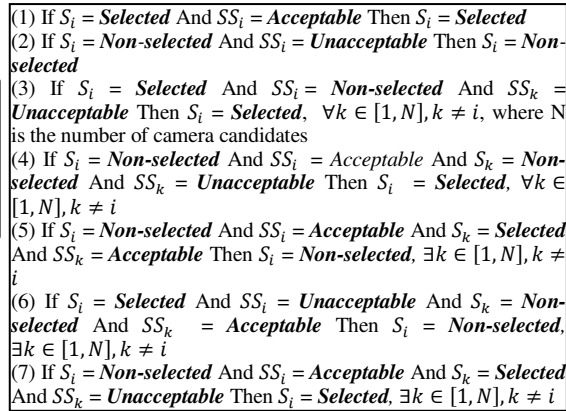 (1) If S_i = Selected And SS_i = Acceptable Then S_i = Selected
(2) If S_i = Non-selected And SS_i = Unacceptable Then S_i = Non-
selected
(3) If S_i = Selected And SS_i = Non-selected And SS_k =
Unacceptable Then S_i = Selected, ∀k ∈ [1, N], k ≠ i, where N
is the number of camera candidates
(4) If S_i = Non-selected And SS_i = Acceptable And S_k = Non-
selected And SS_k = Unacceptable Then S_i = Selected, ∀k ∈
[1, N], k ≠ i
(5) If S_i = Non-selected And SS_i = Acceptable And S_k = Selected
And SS_k = Acceptable Then S_i = Non-selected, ∃k ∈ [1, N], k ≠
i
(6) If S_i = Selected And SS_i = Unacceptable And S_k = Non-
selected And SS_k = Acceptable Then S_i = Non-selected,
∃k ∈ [1, N], k ≠ i
(7) If S_i = Non-selected And SS_i = Acceptable And S_k = Selected
And SS_k = Unacceptable Then S_i = Selected, ∃k ∈ [1, N], k ≠ i